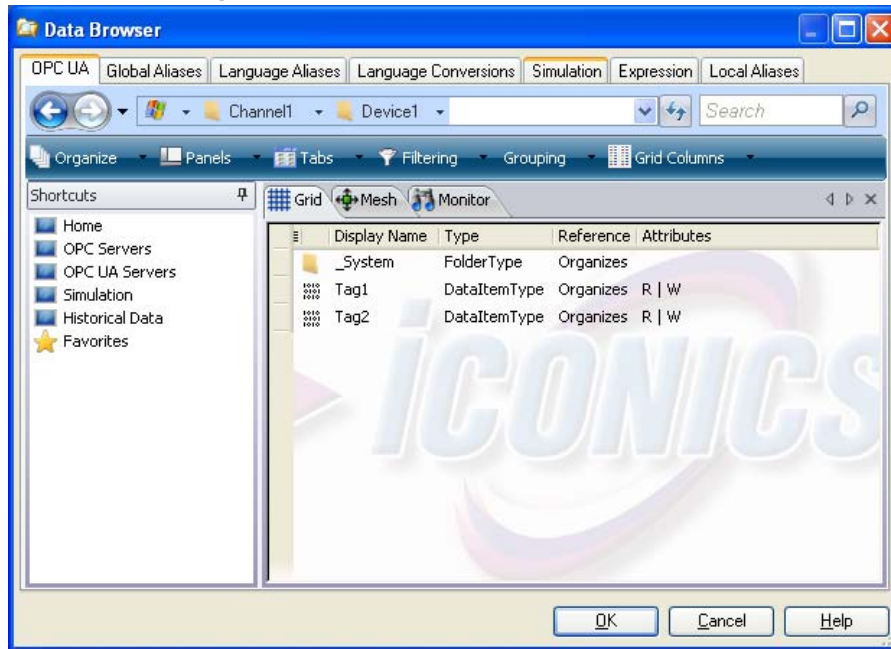 Data Browser
OPC UA Global Aliases Language Aliases Language Conversions Simulation Expression Local Aliases
Channel1 Device1 Search
Organize Panels Tabs Filtering Grouping Grid Columns
Shortcuts
Home
OPC Servers
OPC UA Servers
Simulation
Historical Data
Favorites
Grid Mesh Monitor
Display Name Type Reference Attributes
_System FolderType Organizes
Tag1 DataItemType Organizes R | W
Tag2 DataItemType Organizes R | W
ICONICS
OK Cancel Help